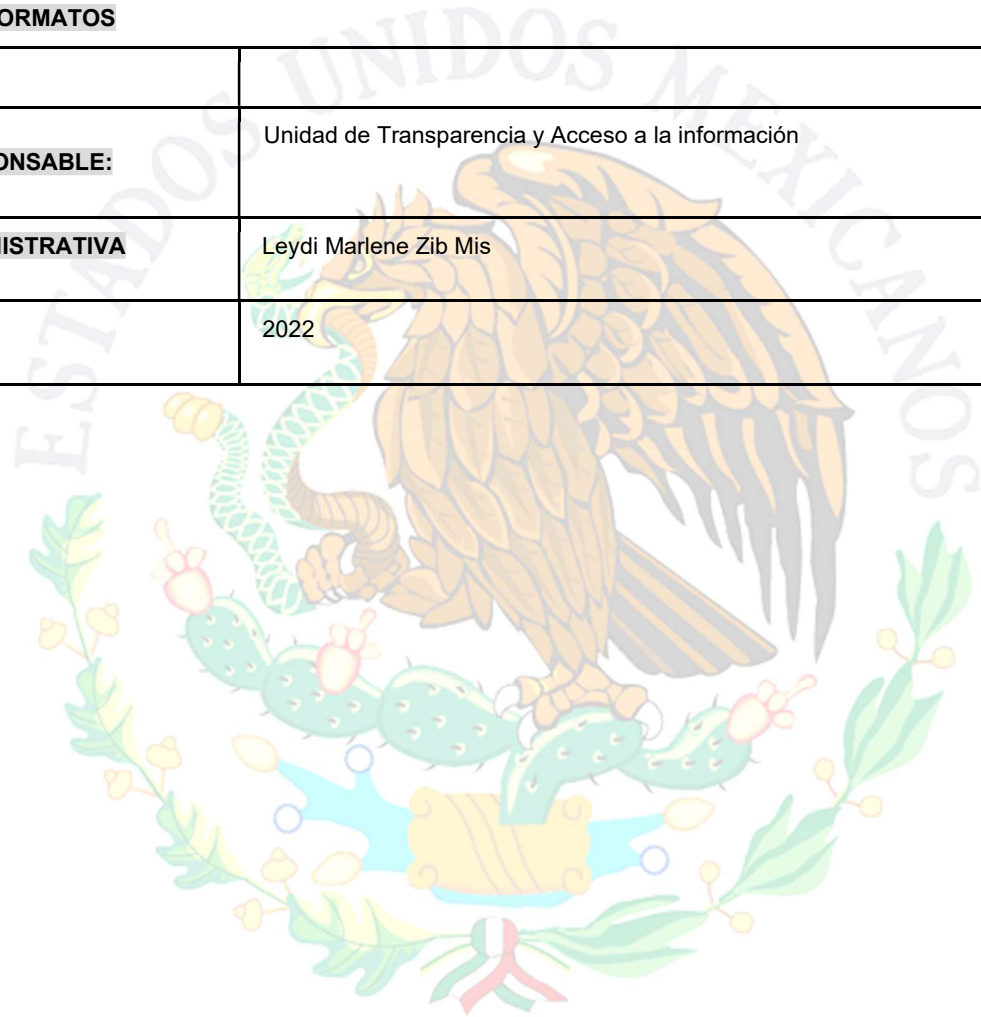 ORMATOS
Unidad de Transparencia y Acceso a la información
ONSABLE:
ISTRATIVA Leydi Marlene Zib Mis
2022
ESTADOS UNIDOS MEXICANOS